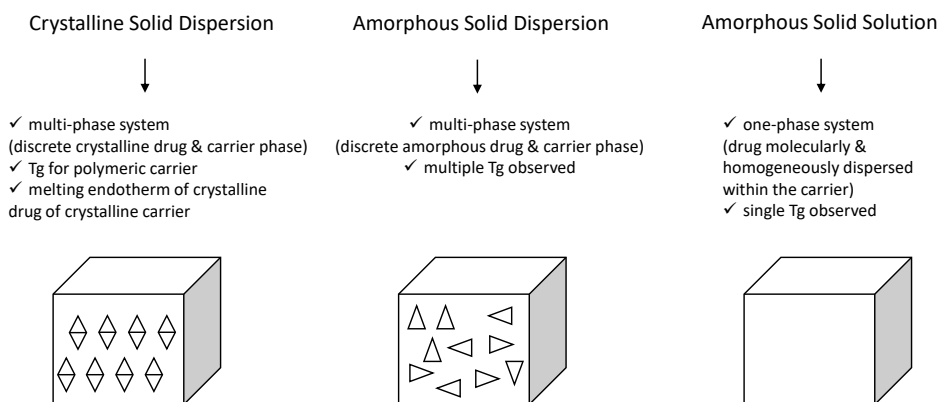 Crystalline Solid Dispersion
✓ multi-phase system
(discrete crystalline drug & carrier phase)
✓ Tg for polymeric carrier
✓ melting endotherm of crystalline
drug of crystalline carrier
Amorphous Solid Dispersion
✓ multi-phase system
(discrete amorphous drug & carrier phase)
✓ multiple Tg observed
Amorphous Solid Solution
✓ one-phase system
(drug molecularly &
homogeneously dispersed
within the carrier)
✓ single Tg observed